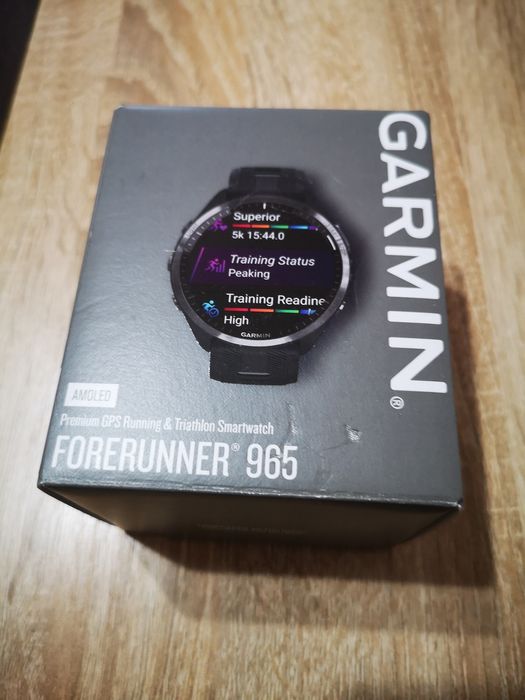 GARMIN®
Superior
5k 15:44.0
Training Status
Peaking
Training Readine
High
GARMIN
AMOLED
Premium GPS Running & Triathlon Smartwatch
FORERUNNER® 965